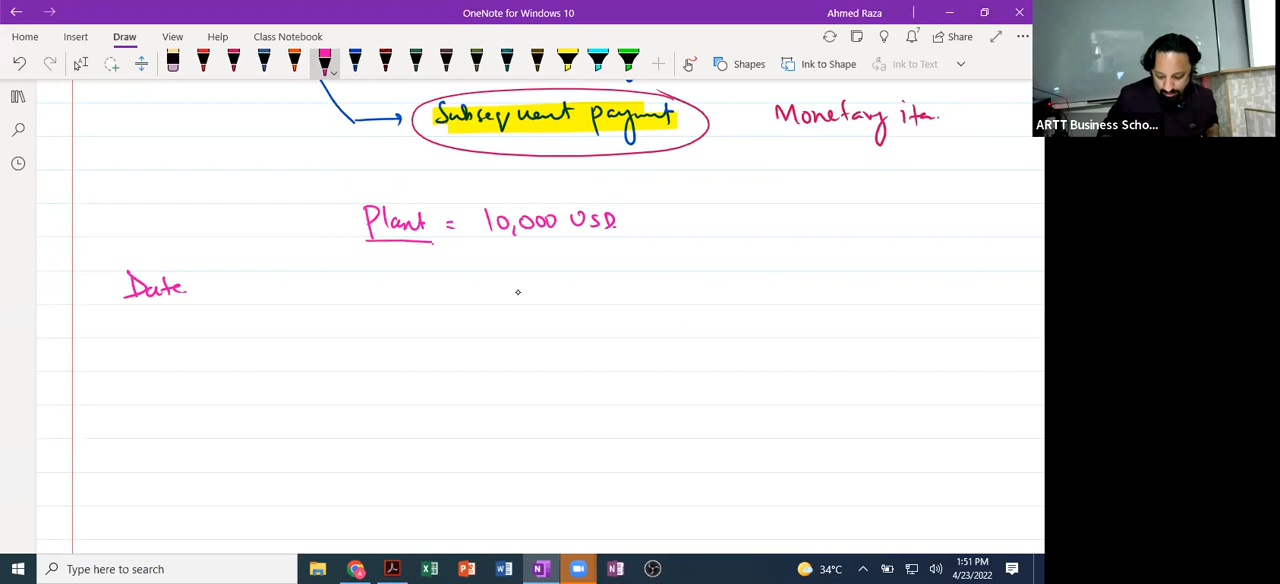 OneNote for Windows 10
Ahmed Raza
Home Insert Draw View Help Class Notebook
Share
Shapes Ink to Shape Ink to Text
Subsequent payment Monetary item.
ARTT Business Scho...
Plant = 10,000 USD.
Date
Type here to search
34°C
1:51 PM
4/23/2022